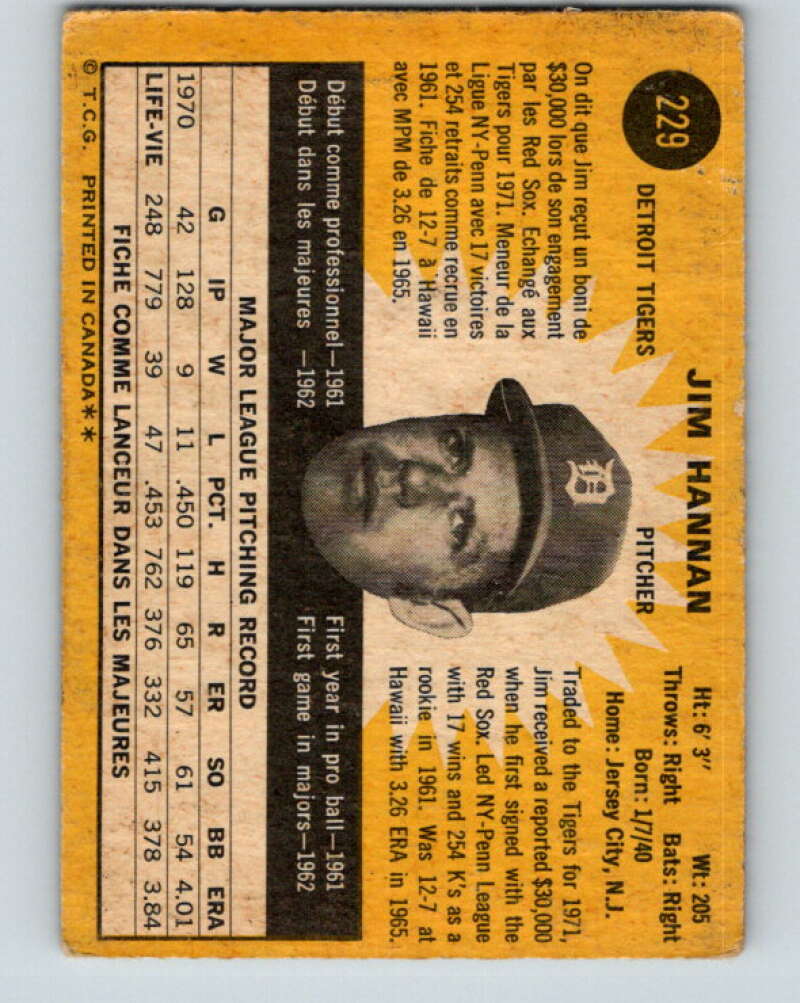 229
JIM HANNAN
DETROIT TIGERS
PITCHER
Ht: 6' 3" Wt: 205
Throws: Right Bats: Right
Born: 1/7/40
Home: Jersey City, N.J.
On dit que Jim reçut un boni de
$30,000 lors de son engagement
par les Red Sox. Echangé aux
Tigers pour 1971. Meneur de la
Ligue NY-Penn avec 17 victoires
et 254 retraits comme recrue en
1961. Fiche de 12-7 à Hawaii
avec MPM de 3.26 en 1965.
Traded to the Tigers for 1971,
Jim received a reported $30,000
when he first signed with the
Red Sox. Led NY-Penn League
with 17 wins and 254 K's as a
rookie in 1961. Was 12-7 at
Hawaii with 3.26 ERA in 1965.
Début comme professionnel—1961
Début dans les majeures —1962
First year in pro ball—1961
First game in majors—1962
MAJOR LEAGUE PITCHING RECORD
G IP W L PCT. H R ER SO BB ERA
1970 42 128 9 11 .450 119 65 57 61 54 4.01
LIFE-VIE 248 779 39 47 .453 762 376 332 415 378 3.84
FICHE COMME LANCEUR DANS LES MAJEURES
© T.C.G. PRINTED IN CANADA**